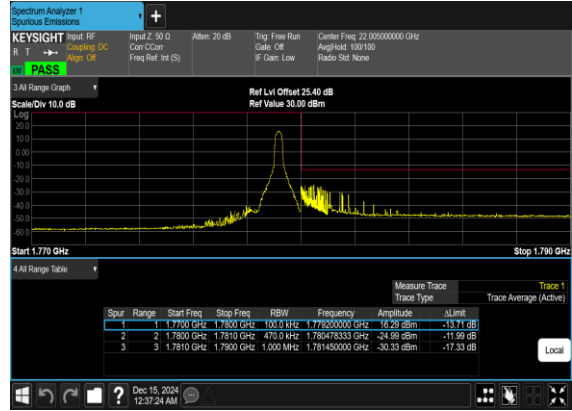 Spectrum Analyzer 1
Spurious Emissions
+
KEYSIGHT Input: RF Input Z: 50 Ω Atten: 20 dB Trig: Free Run Center Freq: 22.005000000 GHz
R T Coupling: DC Corr CCorr Gate: Off Avg|Hold: 100/100
Align: Off Freq Ref: Int (S) IF Gain: Low Radio Std: None
PASS
3 All Range Graph
Ref Lvl Offset 25.40 dB
Scale/Div 10.0 dB Ref Value 30.00 dBm
Log
20.0
10.0
0.00
-10.0
-20.0
-30.0
-40.0
-50.0
-60.0
Start 1.770 GHz Stop 1.790 GHz
4 All Range Table
Measure Trace Trace 1
Trace Type Trace Average (Active)
Spur Range Start Freq Stop Freq RBW Frequency Amplitude ΔLimit
1 1 1.7700 GHz 1.7800 GHz 100.0 kHz 1.779200000 GHz 16.29 dBm -13.71 dB
2 2 1.7800 GHz 1.7810 GHz 470.0 kHz 1.780478333 GHz -24.99 dBm -11.99 dB
3 3 1.7810 GHz 1.7900 GHz 1.000 MHz 1.781450000 GHz -30.33 dBm -17.33 dB
Local
? Dec 15, 2024
12:37:24 AM